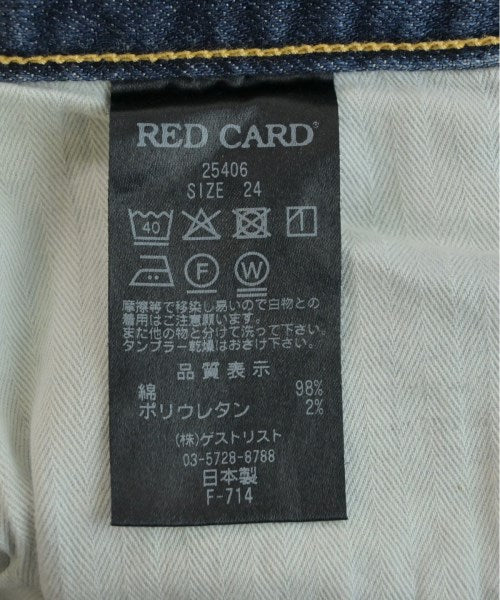 RED CARD®
25406
SIZE 24
40
F W
摩擦等で移染し易いので白物との
着用はご注意願います。
また他の物と分けて洗って下さい。
タンブラー乾燥はおさけ下さい。
品質表示
綿 98%
ポリウレタン 2%
(株)ゲストリスト
03-5728-8788
日本製
F-714